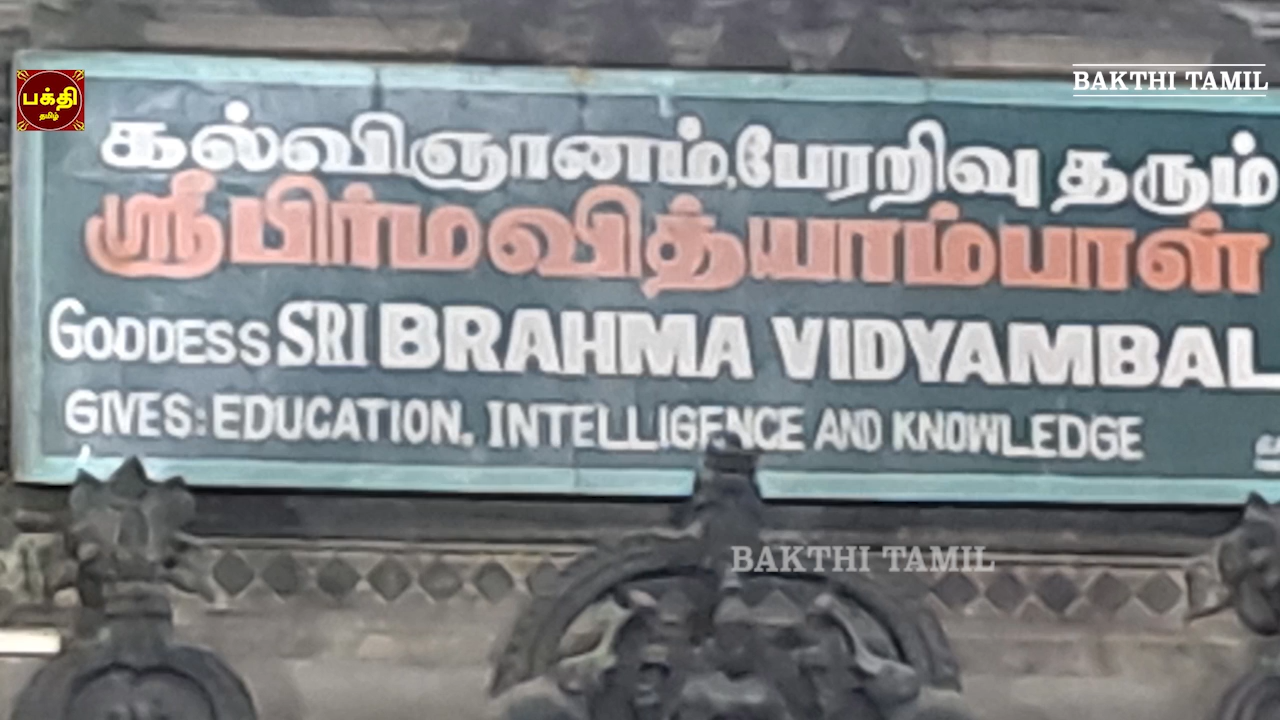 பக்தி
தமிழ்
BAKTHI TAMIL
கல்வி,ஞானம்,பேரறிவு தரும்
ஸ்ரீபிர்மவித்யாம்பாள்
GODDESS SRI BRAHMA VIDYAMBAL
GIVES: EDUCATION, INTELLIGENCE AND KNOWLEDGE
BAKTHI TAMIL